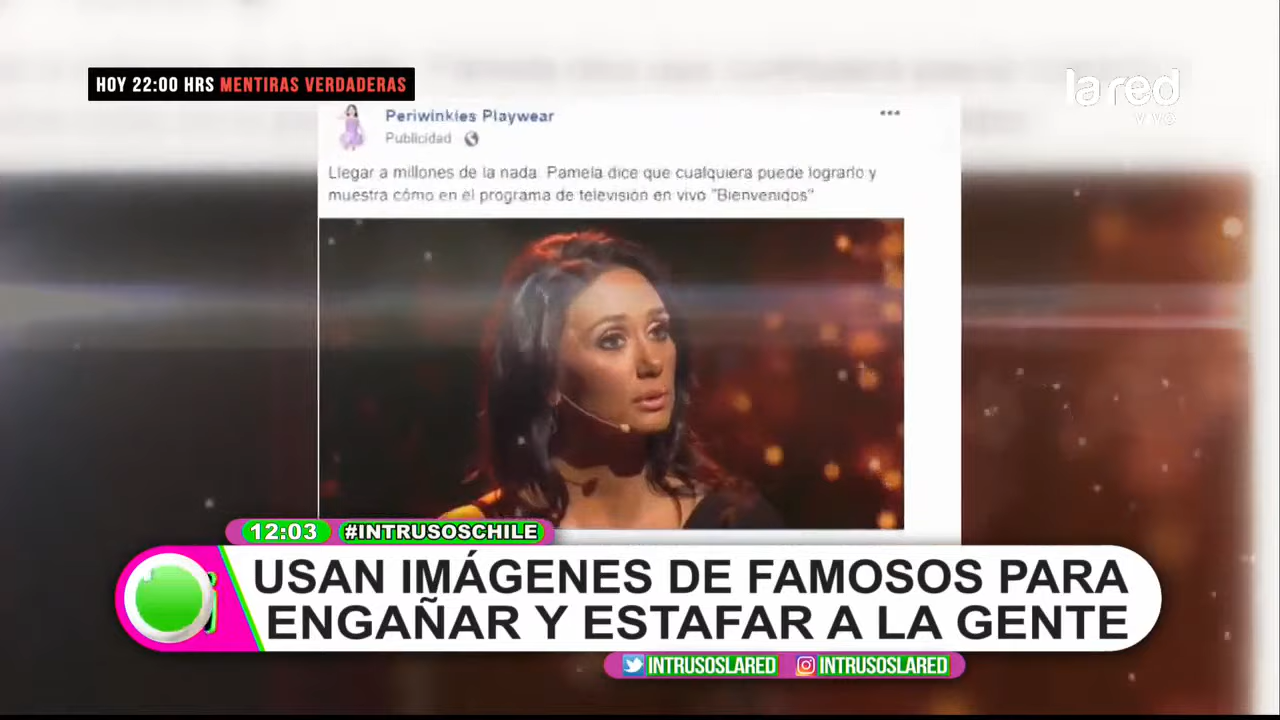 HOY 22:00 HRS MENTIRAS VERDADERAS
la red
VIVO
Periwinkles Playwear
Publicidad
Llegar a millones de la nada. Pamela dice que cualquiera puede lograrlo y
muestra cómo en el programa de televisión en vivo "Bienvenidos"
12:03 #INTRUSOSCHILE
USAN IMÁGENES DE FAMOSOS PARA
ENGAÑAR Y ESTAFAR A LA GENTE
INTRUSOSLARED INTRUSOSLARED